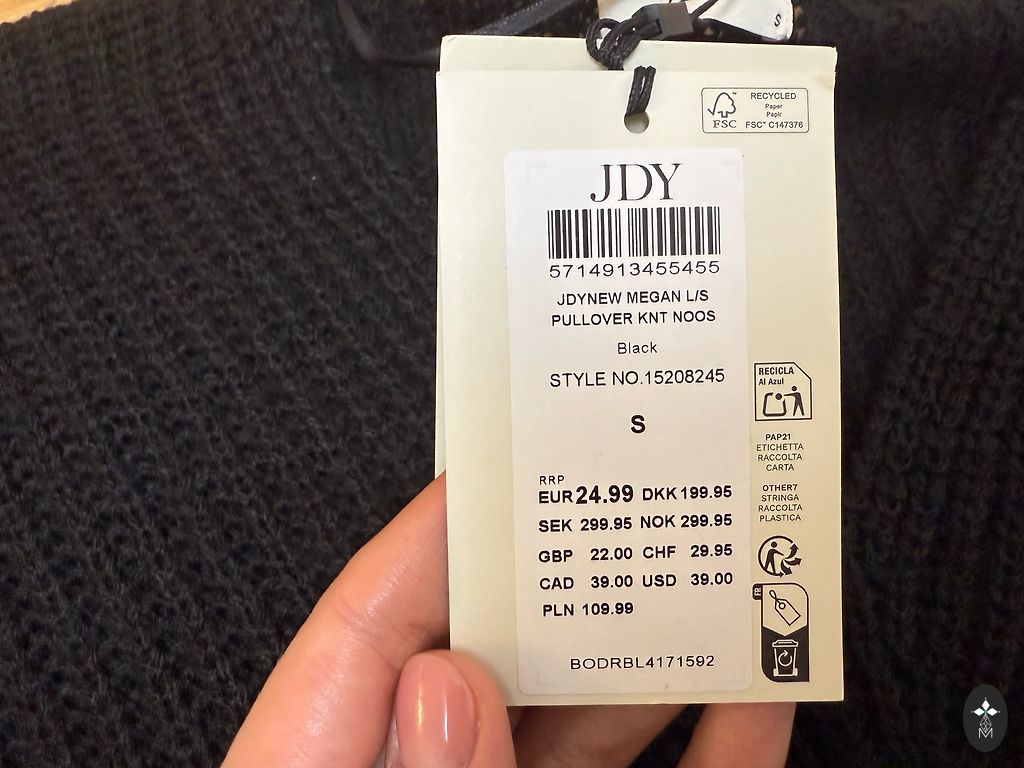 S
RECYCLED
Paper
Papir
FSC™ C147376
FSC
JDY
5714913455455
JDYNEW MEGAN L/S
PULLOVER KNT NOOS
Black
STYLE NO.15208245
S
RECICLA
Al Azul
PAP21
ETICHETTA
RACCOLTA
CARTA
OTHER7
STRINGA
RACCOLTA
PLASTICA
RRP
EUR 24.99 DKK 199.95
SEK 299.95 NOK 299.95
GBP 22.00 CHF 29.95
CAD 39.00 USD 39.00
PLN 109.99
FR
BODRBL4171592
M